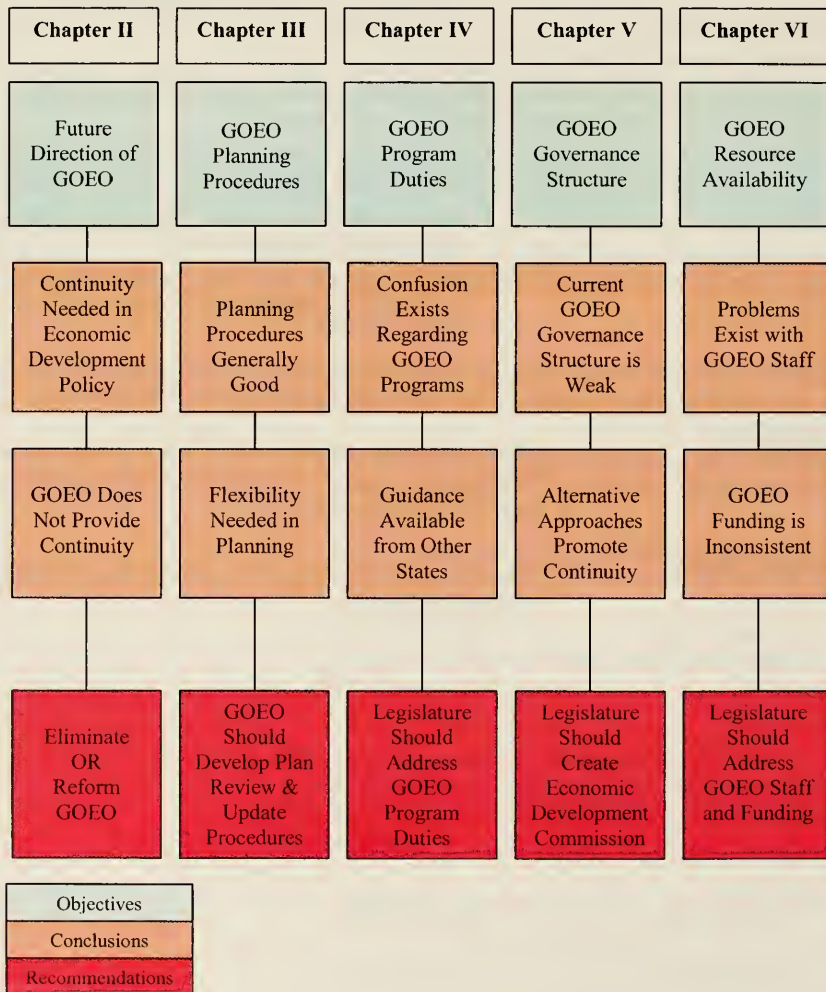 Chapter II
Chapter III
Chapter IV
Chapter V
Chapter VI
Future
Direction of
GOEO
GOEO
Planning
Procedures
GOEO
Program
Duties
GOEO
Governance
Structure
GOEO
Resource
Availability
Continuity
Needed in
Economic
Development
Policy
Planning
Procedures
Generally
Good
Confusion
Exists
Regarding
GOEO
Programs
Current
GOEO
Governance
Structure is
Weak
Problems
Exist with
GOEO Staff
GOEO Does
Not Provide
Continuity
Flexibility
Needed in
Planning
Guidance
Available
from Other
States
Alternative
Approaches
Promote
Continuity
GOEO
Funding is
Inconsistent
Eliminate
OR
Reform
GOEO
GOEO
Should
Develop Plan
Review &
Update
Procedures
Legislature
Should
Address
GOEO
Program
Duties
Legislature
Should
Create
Economic
Development
Commission
Legislature
Should
Address
GOEO Staff
and Funding
Objectives
Conclusions
Recommendations